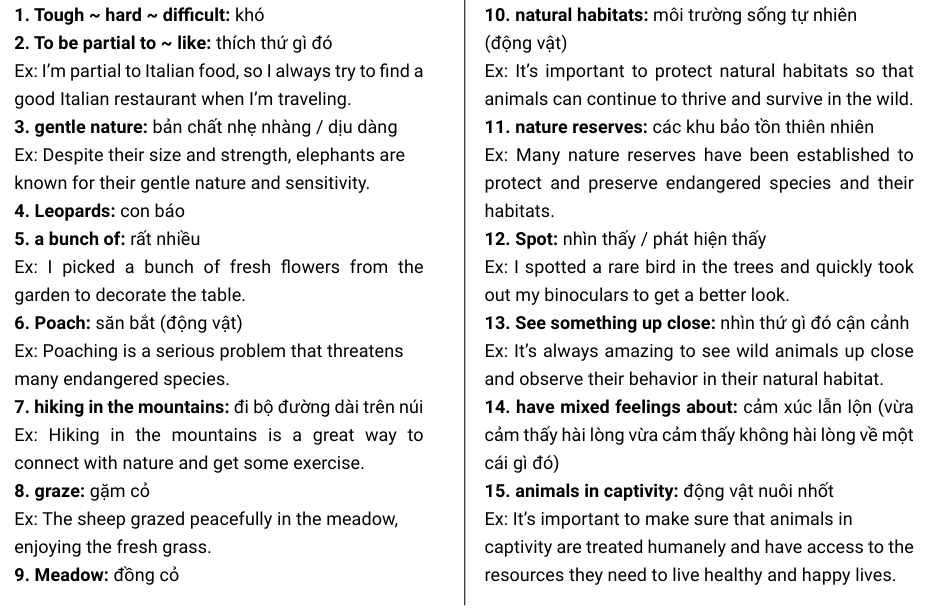 1. Tough ~ hard ~ difficult: khó
2. To be partial to ~ like: thích thứ gì đó
Ex: I’m partial to Italian food, so I always try to find a
good Italian restaurant when I’m traveling.
3. gentle nature: bản chất nhẹ nhàng / dịu dàng
Ex: Despite their size and strength, elephants are
known for their gentle nature and sensitivity.
4. Leopards: con báo
5. a bunch of: rất nhiều
Ex: I picked a bunch of fresh flowers from the
garden to decorate the table.
6. Poach: săn bắt (động vật)
Ex: Poaching is a serious problem that threatens
many endangered species.
7. hiking in the mountains: đi bộ đường dài trên núi
Ex: Hiking in the mountains is a great way to
connect with nature and get some exercise.
8. graze: gặm cỏ
Ex: The sheep grazed peacefully in the meadow,
enjoying the fresh grass.
9. Meadow: đồng cỏ
10. natural habitats: môi trường sống tự nhiên
(động vật)
Ex: It’s important to protect natural habitats so that
animals can continue to thrive and survive in the wild.
11. nature reserves: các khu bảo tồn thiên nhiên
Ex: Many nature reserves have been established to
protect and preserve endangered species and their
habitats.
12. Spot: nhìn thấy / phát hiện thấy
Ex: I spotted a rare bird in the trees and quickly took
out my binoculars to get a better look.
13. See something up close: nhìn thứ gì đó cận cảnh
Ex: It’s always amazing to see wild animals up close
and observe their behavior in their natural habitat.
14. have mixed feelings about: cảm xúc lẫn lộn (vừa
cảm thấy hài lòng vừa cảm thấy không hài lòng về một
cái gì đó)
15. animals in captivity: động vật nuôi nhốt
Ex: It’s important to make sure that animals in
captivity are treated humanely and have access to the
resources they need to live healthy and happy lives.